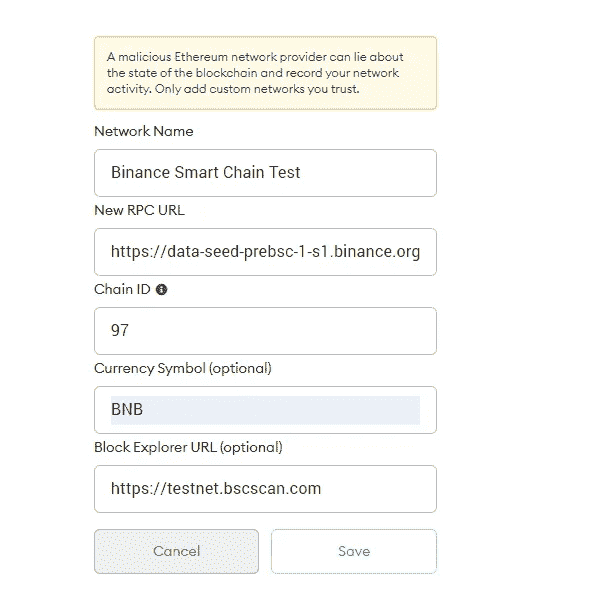 A malicious Ethereum network provider can lie about
the state of the blockchain and record your network
activity. Only add custom networks you trust.
Network Name
Binance Smart Chain Test
New RPC URL
https://data-seed-prebsc-1-s1.binance.org
Chain ID
97
Currency Symbol (optional)
BNB
Block Explorer URL (optional)
https://testnet.bscscan.com
Cancel Save